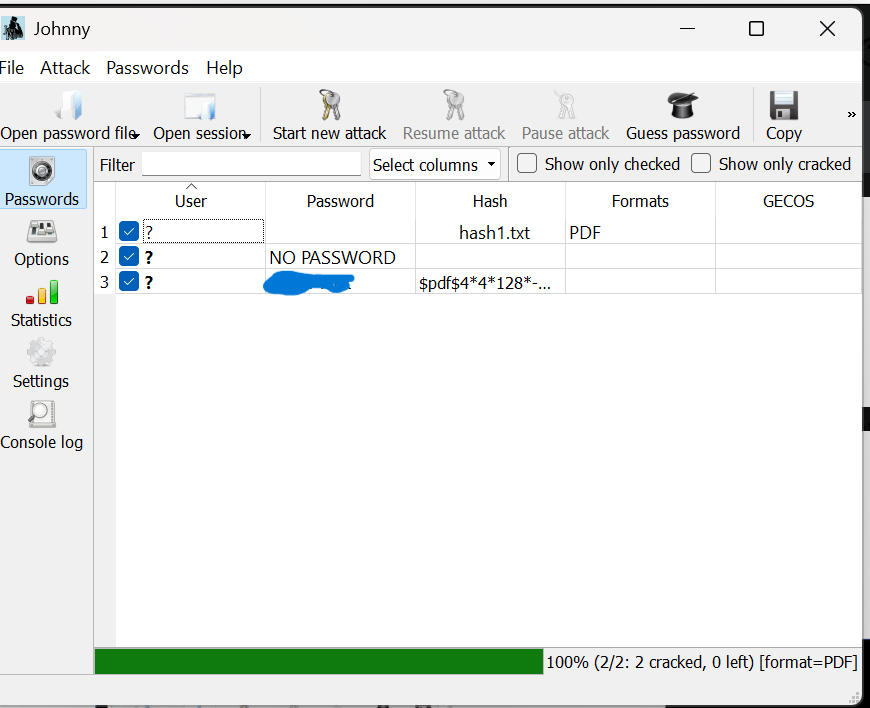 Johnny
File Attack Passwords Help
Open password file Open session Start new attack Resume attack Pause attack Guess password Copy »
Passwords
Options
Statistics
Settings
Console log
Filter Select columns Show only checked Show only cracked
User Password Hash Formats GECOS
1 ? hash1.txt PDF
2 ? NO PASSWORD
3 ? $pdf$4*4*128*-...
100% (2/2: 2 cracked, 0 left) [format=PDF]